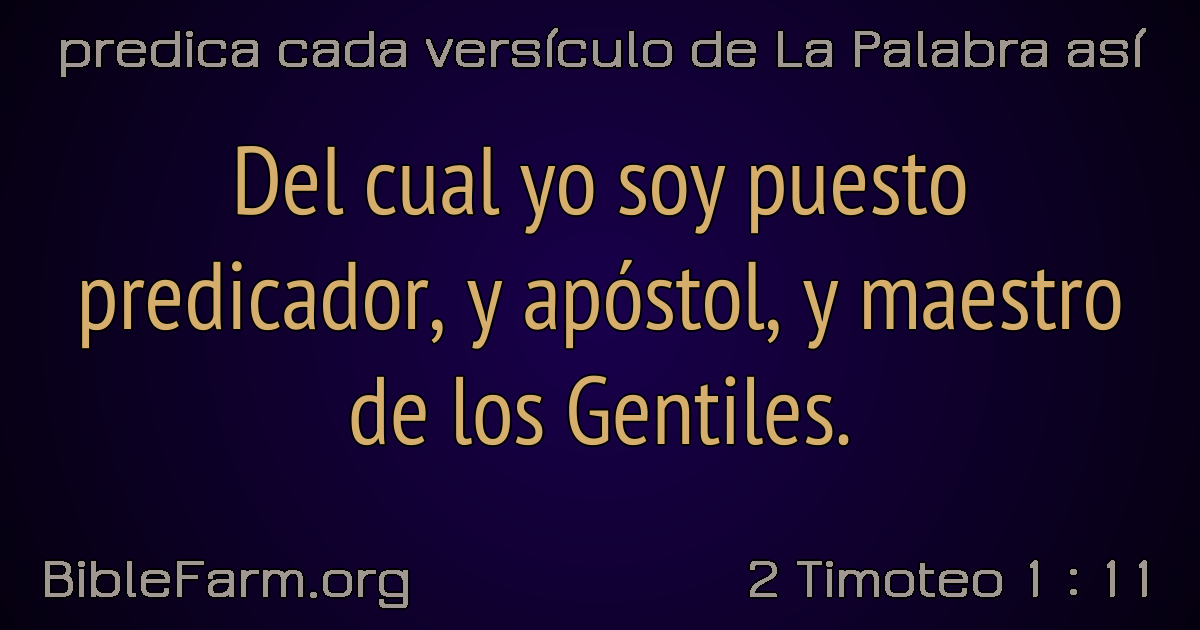 predica cada versículo de La Palabra así
Del cual yo soy puesto
predicador, y apóstol, y maestro
de los Gentiles.
BibleFarm.org
2 Timoteo 1 : 11